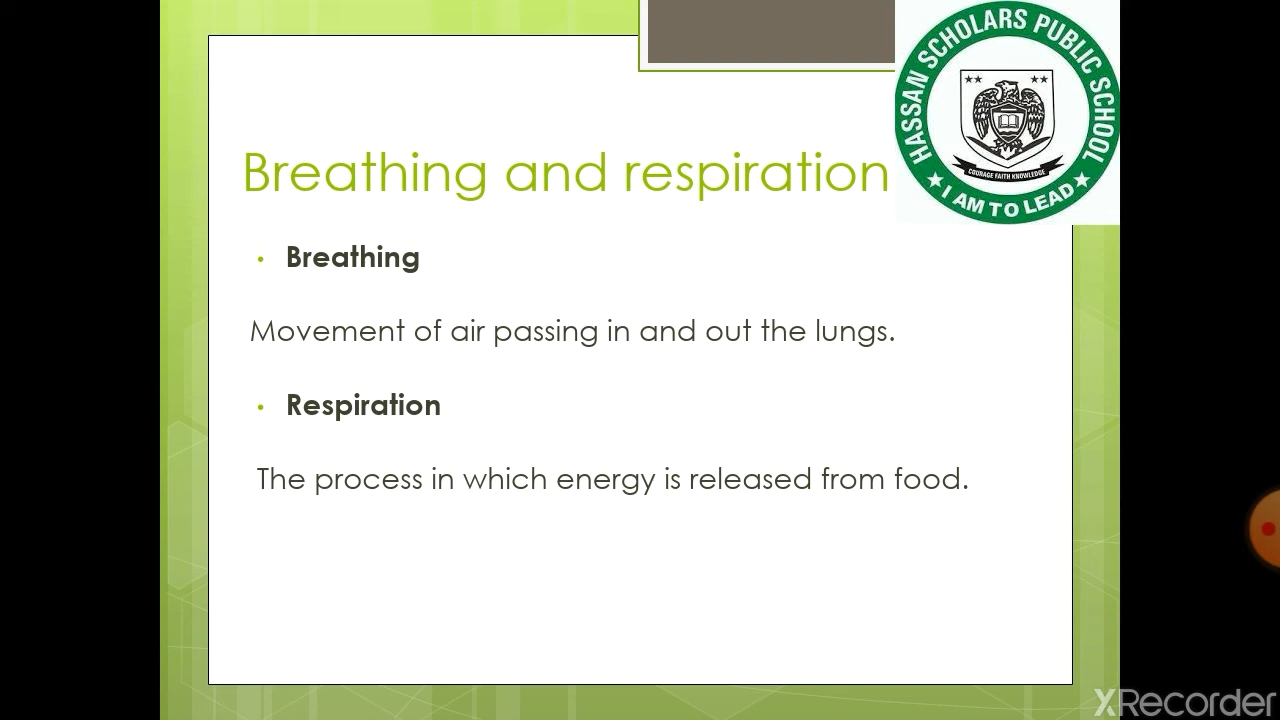 HASSAN SCHOLARS PUBLIC SCHOOL
COURAGE FAITH KNOWLEDGE
I AM TO LEAD
Breathing and respiration
• Breathing
Movement of air passing in and out the lungs.
• Respiration
The process in which energy is released from food.
XRecorder